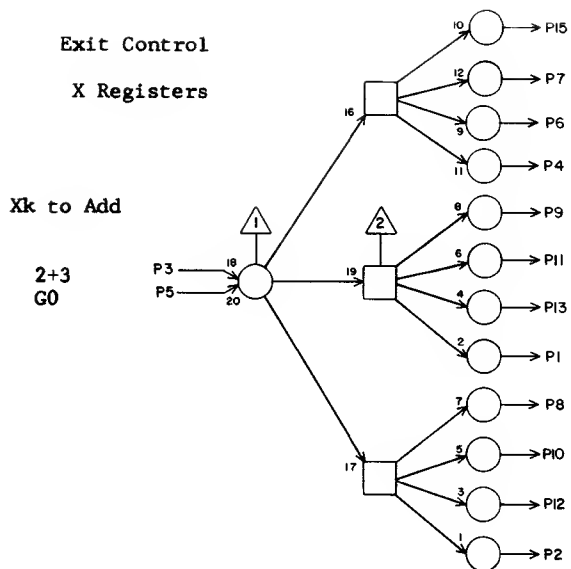 Exit Control
X Registers
Xk to Add
2+3
G0
P3
P5
18
20
1
2
16
19
17
10
P15
12
P7
9
P6
11
P4
8
P9
6
P11
4
P13
2
P1
7
P8
5
P10
3
P12
1
P2